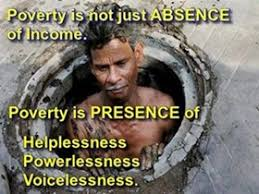 Poverty is not just ABSENCE
of Income.
Poverty is PRESENCE of
Helplessness
Powerlessness
Voicelessness.